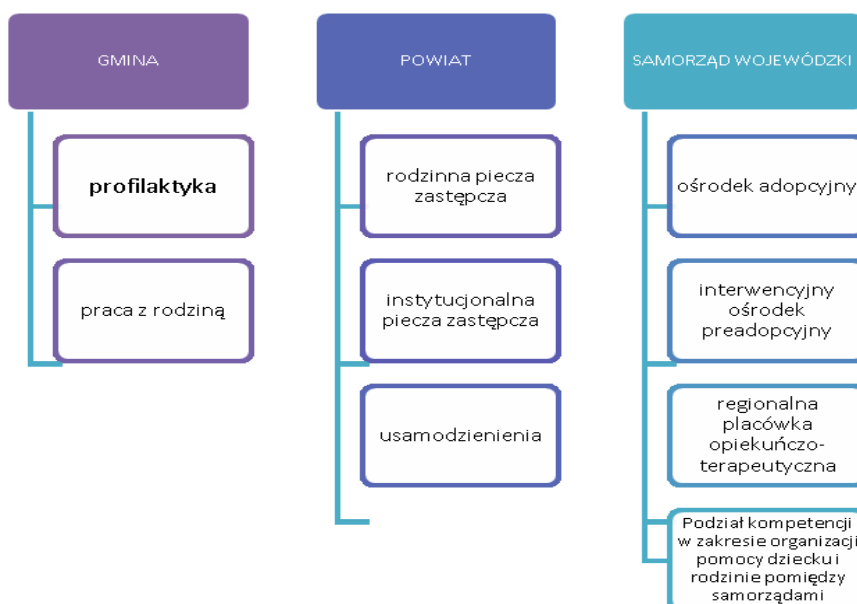 GMINA
profilaktyka
praca z rodziną
POWIAT
rodzinna piecza
zastępcza
instytucjonalna
piecza zastępcza
usamodzienienia
SAMORZĄD WOJEWÓDZKI
ośrodek adopcyjny
interwencyjny
ośrodek
preadopcyjny
regionalna
placówka
opiekuńczo-
terapeutyczna
Podział kompetencji
w zakresie organizacji
pomocy dziecku i
rodzinie pomiędzy
samorządami